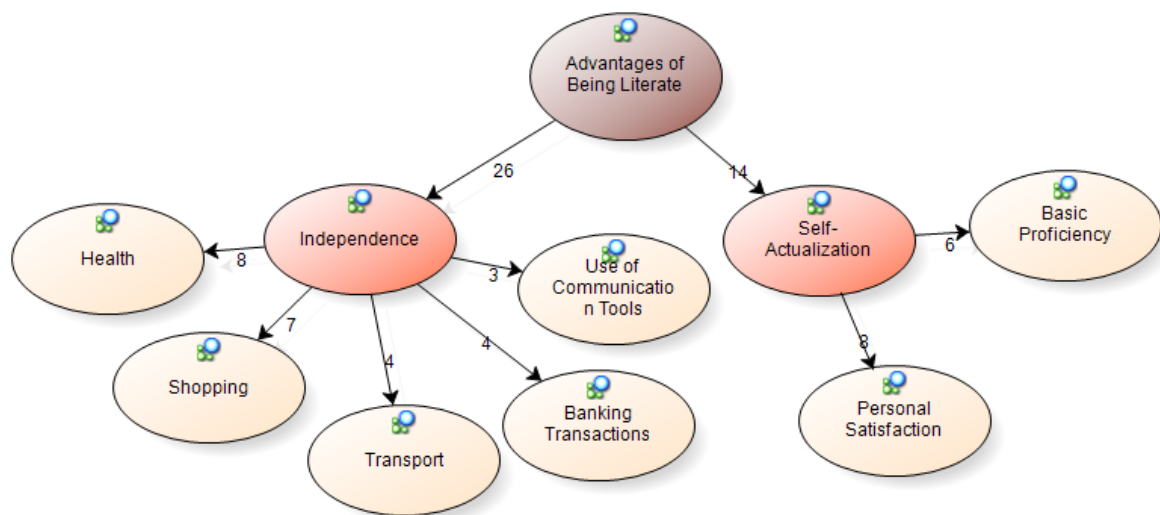 Advantages of
Being Literate
26
14
Independence
Self-
Actualization
Basic
Proficiency
Health
8
3
Use of
Communicatio
n Tools
6
7
4
4
8
Shopping
Transport
Banking
Transactions
Personal
Satisfaction